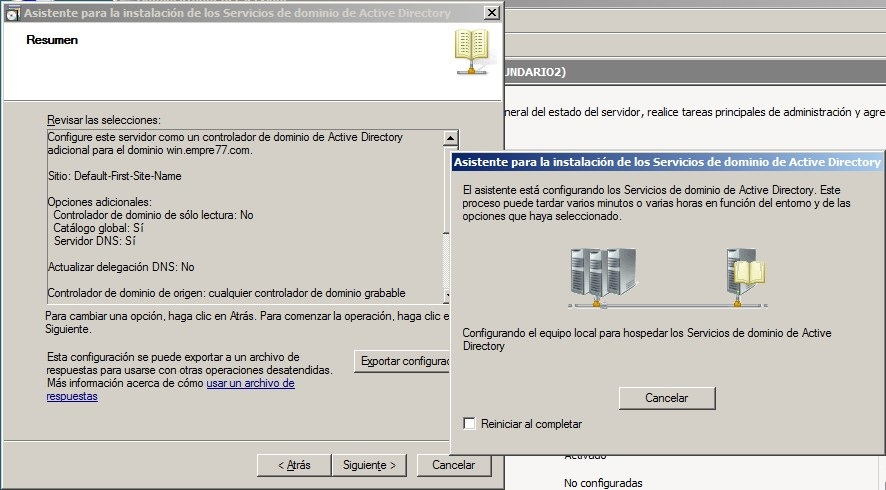 Asistente para la instalación de los Servicios de dominio de Active Directory
Resumen
Revisar las selecciones:
Configure este servidor como un controlador de dominio de Active Directory
adicional para el dominio win.empre77.com.
Sitio: Default-First-Site-Name
Opciones adicionales:
Controlador de dominio de sólo lectura: No
Catálogo global: Sí
Servidor DNS: Sí
Actualizar delegación DNS: No
Controlador de dominio de origen: cualquier controlador de dominio grabable
Para cambiar una opción, haga clic en Atrás. Para comenzar la operación, haga clic e
Siguiente.
Esta configuración se puede exportar a un archivo de
respuestas para usarse con otras operaciones desatendidas.
Más información acerca de cómo usar un archivo de
respuestas
Exportar configurac
< Atrás
Siguiente >
Cancelar
UNDARIO2)
neral del estado del servidor, realice tareas principales de administración y agre
Asistente para la instalación de los Servicios de dominio de Active Directory
El asistente está configurando los Servicios de dominio de Active Directory. Este
proceso puede tardar varios minutos o varias horas en función del entorno y de las
opciones que haya seleccionado.
Configurando el equipo local para hospedar los Servicios de dominio de Active
Directory
Cancelar
Reiniciar al completar
Activado
No configuradas